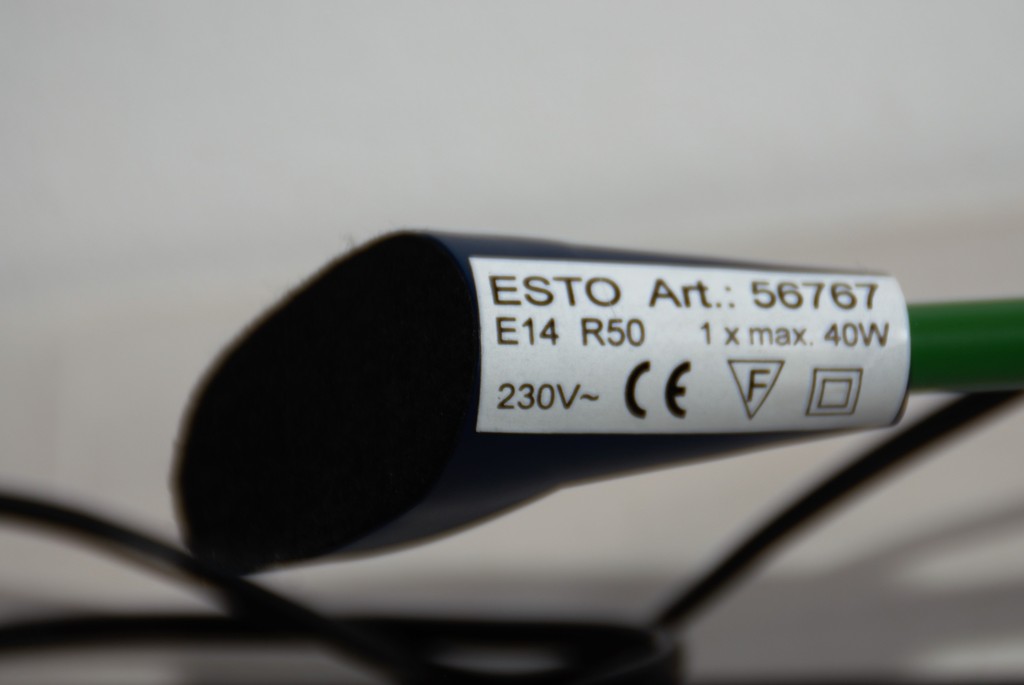 ESTO Art.: 56767
E14 R50 1 x max. 40W
230V~ CE F